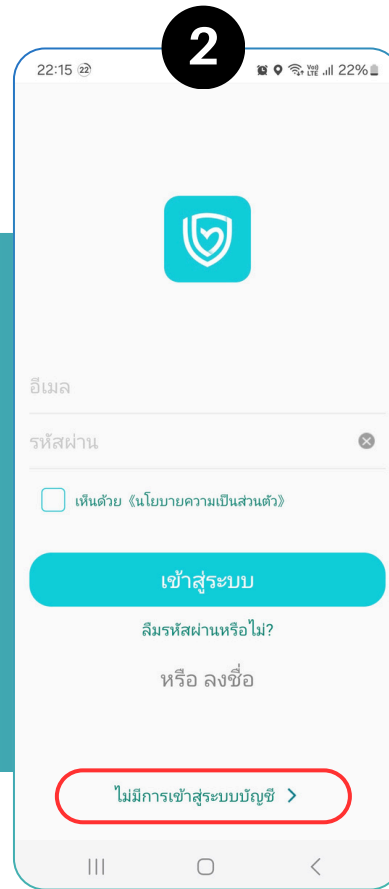 2
22:15 22 Vo) LTE 22%
อีเมล
รหัสผ่าน
เห็นด้วย《นโยบายความเป็นส่วนตัว》
เข้าสู่ระบบ
ลืมรหัสผ่านหรือไม่?
หรือ ลงชื่อ
ไม่มีการเข้าสู่ระบบบัญชี